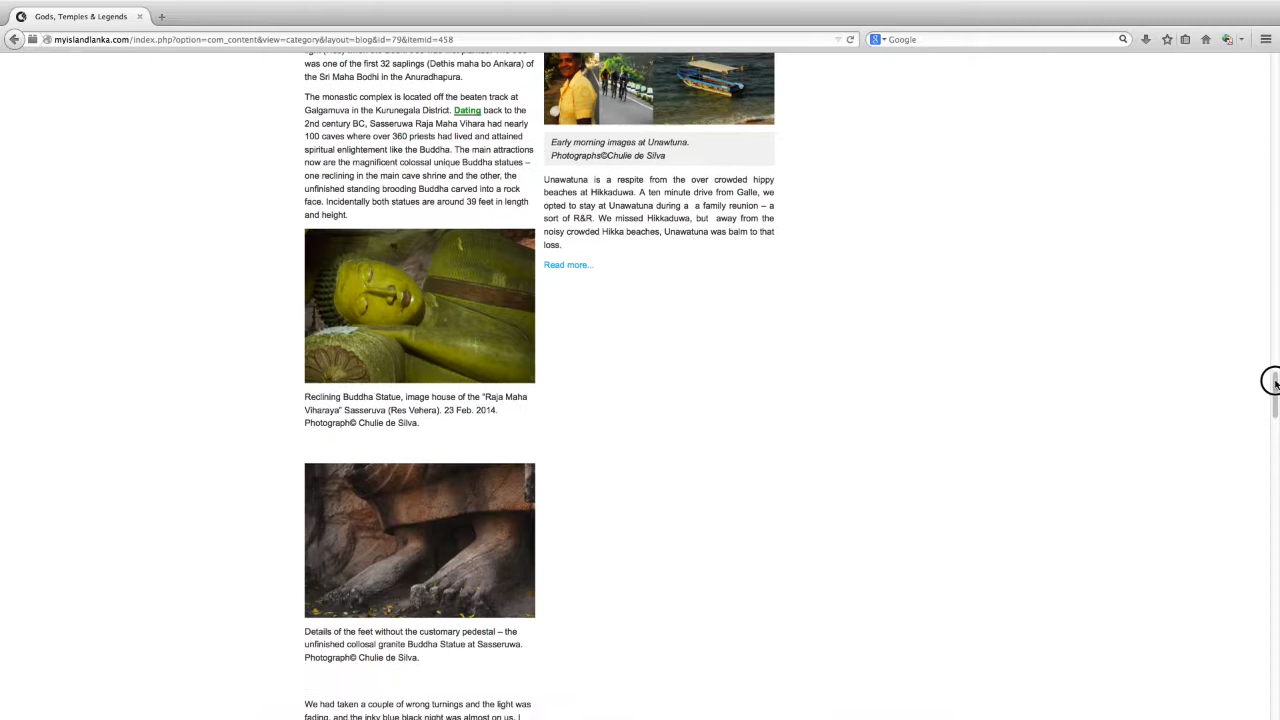 Gods, Temples & Legends
myislandlanka.com/index.php?option=com_content&view=category&layout=blog&id=79&Itemid=458
Google
was one of the first 32 saplings (Dethis maha bo Ankara) of
the Sri Maha Bodhi in the Anuradhapura.
The monastic complex is located off the beaten track at
Galgamuva in the Kurunegala District. Dating back to the
2nd century BC, Sasseruwa Raja Maha Vihara had nearly
100 caves where over 360 priests had lived and attained
spiritual enlightement like the Buddha. The main attractions
now are the magnificent colossal unique Buddha statues –
one reclining in the main cave shrine and the other, the
unfinished standing brooding Buddha carved into a rock
face. Incidentally both statues are around 39 feet in length
and height.
Reclining Buddha Statue, image house of the "Raja Maha
Viharaya" Sasseruva (Res Vehera). 23 Feb. 2014.
Photograph© Chulie de Silva.
Details of the feet without the customary pedestal – the
unfinished collosal granite Buddha Statue at Sasseruwa.
Photograph© Chulie de Silva.
We had taken a couple of wrong turnings and the light was
fading, and the inky blue black night was almost on us. I
Early morning images at Unawtuna.
Photographs©Chulie de Silva
Unawatuna is a respite from the over crowded hippy
beaches at Hikkaduwa. A ten minute drive from Galle, we
opted to stay at Unawatuna during a a family reunion – a
sort of R&R. We missed Hikkaduwa, but away from the
noisy crowded Hikka beaches, Unawatuna was balm to that
loss.
Read more...